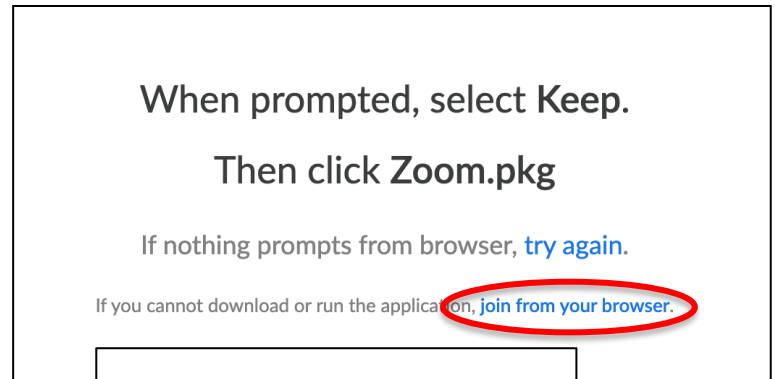 When prompted, select Keep.
Then click Zoom.pkg
If nothing prompts from browser, try again.
If you cannot download or run the application, join from your browser.